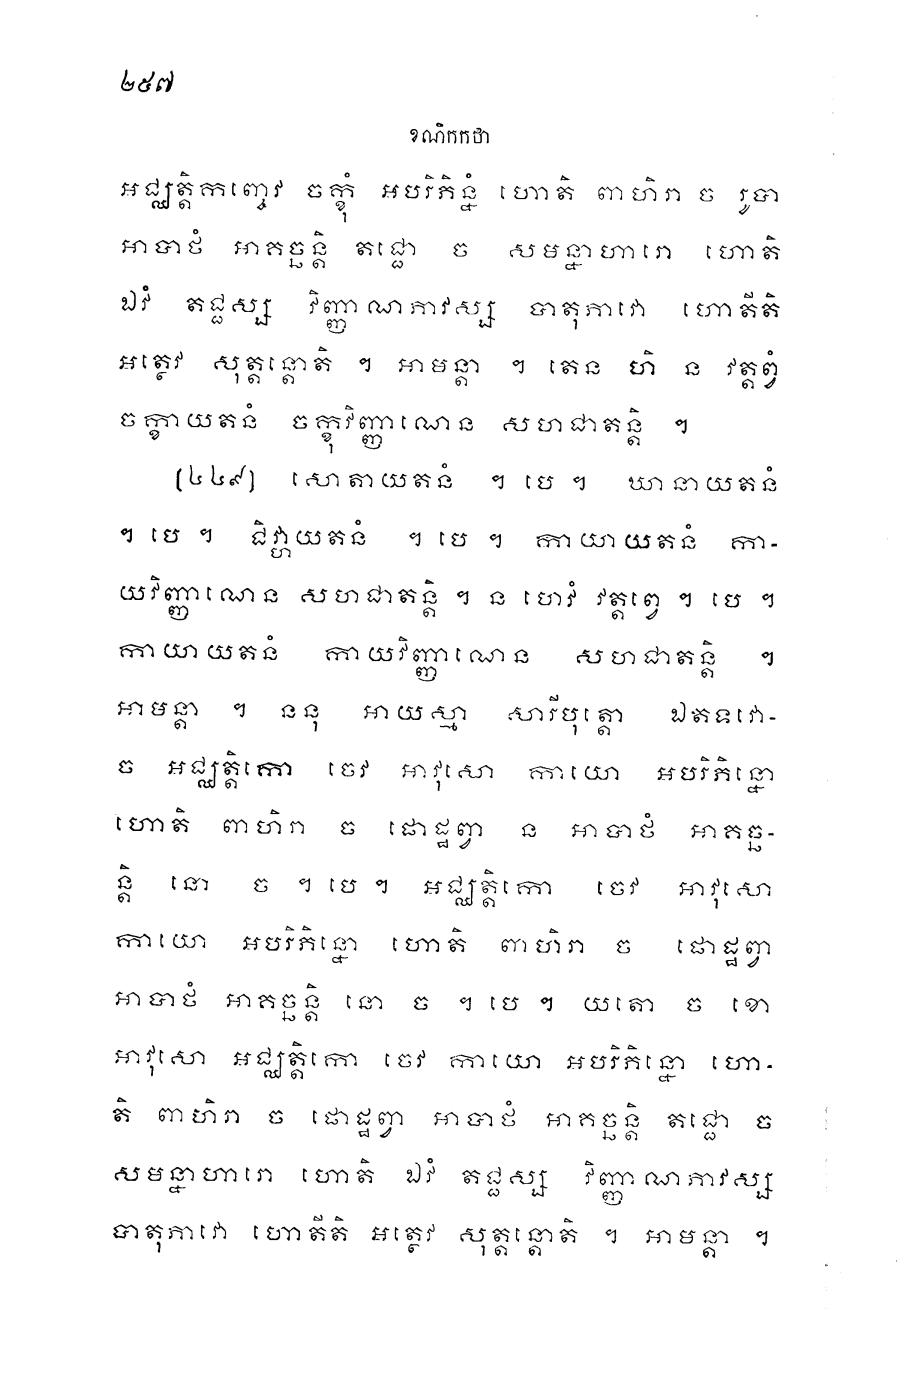 ២៥៧
ខណិកកថា
អជ្ឈត្តិកញ្ចេវ ចក្ខុំ អបរិភិន្នំ ហោតិ ពាហិរា ច រូបា
អាបាថំ អាគច្ឆន្តិ តជ្ជោ ច សមន្នាហារោ ហោតិ
ឯវំ តជ្ជស្ស វិញ្ញាណភាវស្ស បាតុភាវោ ហោតីតិ
អត្ថេវ សុត្តន្តោតិ ។ អាមន្តា ។ តេន ហិ ន វត្តព្វំ
ចក្ខាយតនំ ចក្ខុវិញ្ញាណេន សហជាតន្តិ ។
(៤៤៩) សោតាយតនំ ។ បេ ។ ឃានាយតនំ
។ បេ ។ ជិវ្ហាយតនំ ។ បេ ។ កាយាយតនំ កា-
យវិញ្ញាណេន សហជាតន្តិ ។ ន ហេវំ វត្តព្វេ ។ បេ ។
កាយាយតនំ កាយវិញ្ញាណេន សហជាតន្តិ ។
អាមន្តា ។ ននុ អាយស្មា សារីបុត្តោ ឯតទវោ-
ច អជ្ឈត្តិកោ ចេវ អាវុសោ កាយោ អបរិភិន្នោ
ហោតិ ពាហិរា ច ផោដ្ឋព្វា ន អាបាថំ អាគច្ឆ-
ន្តិ នោ ច ។ បេ ។ អជ្ឈត្តិកោ ចេវ អាវុសោ
កាយោ អបរិភិន្នោ ហោតិ ពាហិរា ច ផោដ្ឋព្វា
អាបាថំ អាគច្ឆន្តិ នោ ច ។ បេ ។ យតោ ច ខោ
អាវុសោ អជ្ឈត្តិកោ ចេវ កាយោ អបរិភិន្នោ ហោ-
តិ ពាហិរា ច ផោដ្ឋព្វា អាបាថំ អាគច្ឆន្តិ តជ្ជោ ច
សមន្នាហារោ ហោតិ ឯវំ តជ្ជស្ស វិញ្ញាណភាវស្ស
បាតុភាវោ ហោតីតិ អត្ថេវ សុត្តន្តោតិ ។ អាមន្តា ។